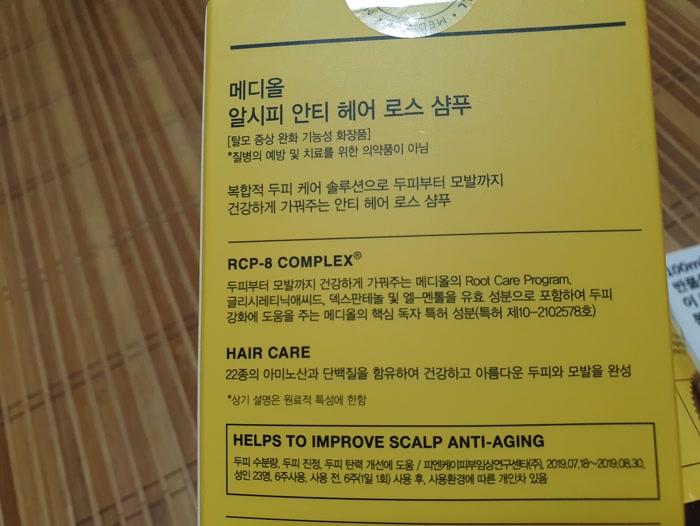 MEDI
메디올
알시피 안티 헤어 로스 샴푸
[탈모 증상 완화 기능성 화장품]
*질병의 예방 및 치료를 위한 의약품이 아님
복합적 두피 케어 솔루션으로 두피부터 모발까지
건강하게 가꿔주는 안티 헤어 로스 샴푸
RCP-8 COMPLEX®
두피부터 모발까지 건강하게 가꿔주는 메디올의 Root Care Program.
글리시레티닉애씨드, 덱스판테놀 및 엘-멘톨을 유효 성분으로 포함하여 두피
강화에 도움을 주는 메디올의 핵심 독자 특허 성분(특허 제10-2102578호)
HAIR CARE
22종의 아미노산과 단백질을 함유하여 건강하고 아름다운 두피와 모발을 완성
*상기 설명은 원료적 특성에 한함
HELPS TO IMPROVE SCALP ANTI-AGING
두피 수분량, 두피 진정, 두피 탄력 개선에 도움 / 피엔케이피부임상연구센타(주), 2019.07.18~2019.08.30,
성인 23명, 6주사용, 사용 전, 6주(1일 1회) 사용 후, 사용환경에 따른 개인차 있음
100ml
반품
이